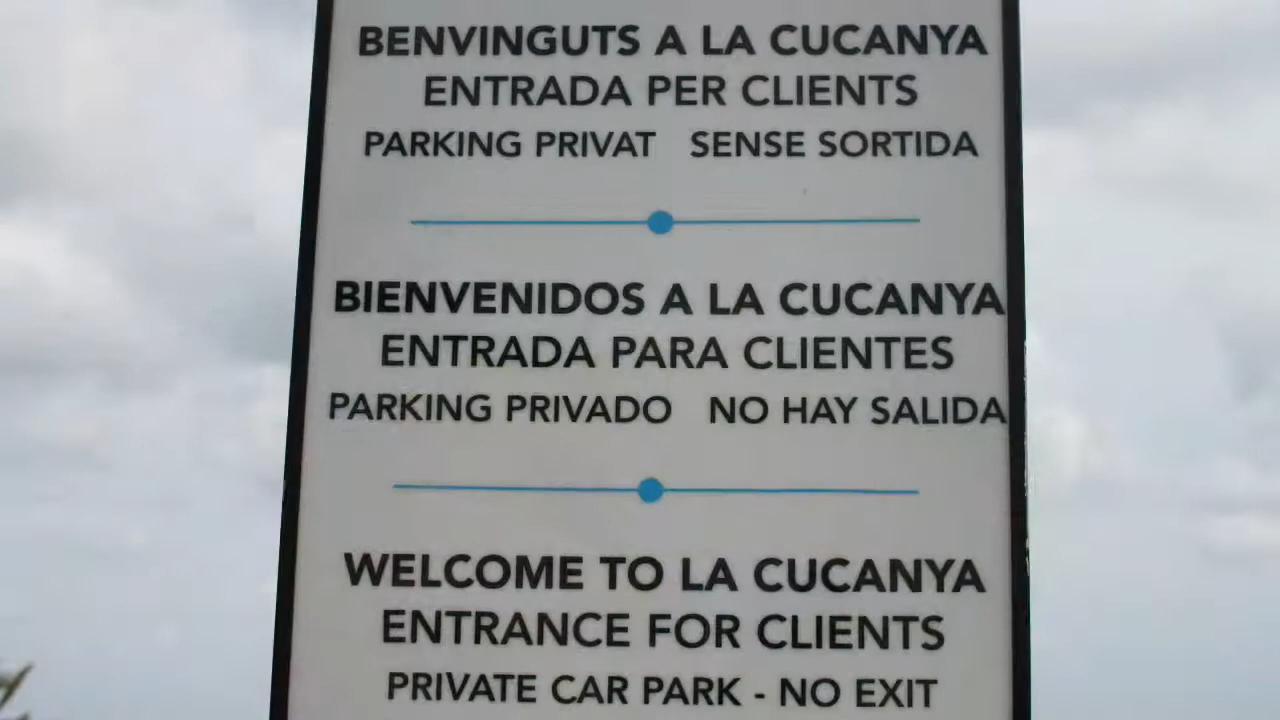 BENVINGUTS A LA CUCANYA
ENTRADA PER CLIENTS
PARKING PRIVAT SENSE SORTIDA
BIENVENIDOS A LA CUCANYA
ENTRADA PARA CLIENTES
PARKING PRIVADO NO HAY SALIDA
WELCOME TO LA CUCANYA
ENTRANCE FOR CLIENTS
PRIVATE CAR PARK - NO EXIT